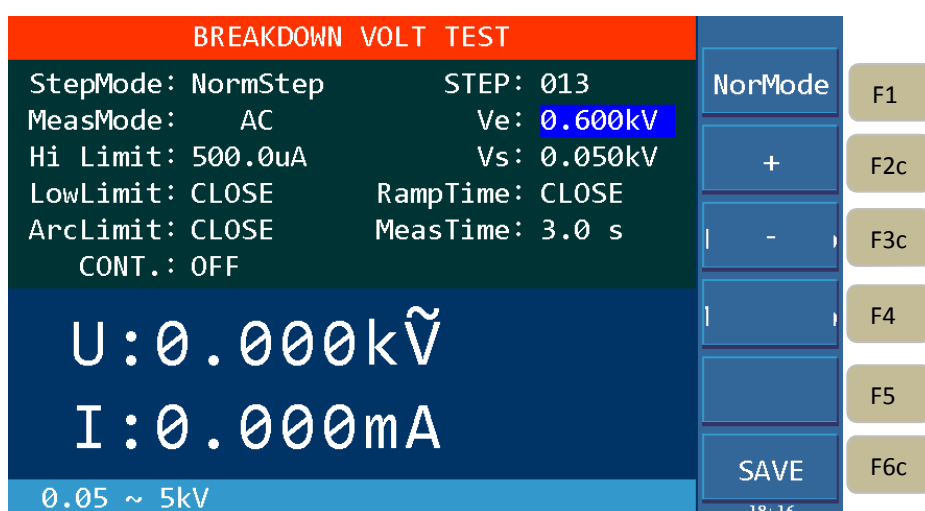 BREAKDOWN VOLT TEST
StepMode: NormStep STEP: 013
MeasMode: AC Ve: 0.600kV
Hi Limit: 500.0uA Vs: 0.050kV
LowLimit: CLOSE RampTime: CLOSE
ArcLimit: CLOSE MeasTime: 3.0 s
CONT.: OFF
U:0.000kṼ
I:0.000mA
0.05 ~ 5kV
NorMode
+
-
SAVE
18:16
F1
F2c
F3c
F4
F5
F6c